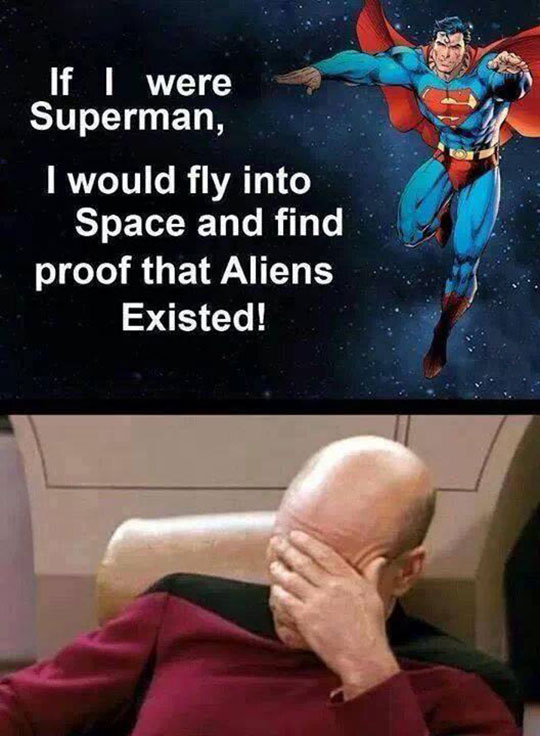 If I were
Superman,
I would fly into
Space and find
proof that Aliens
Existed!